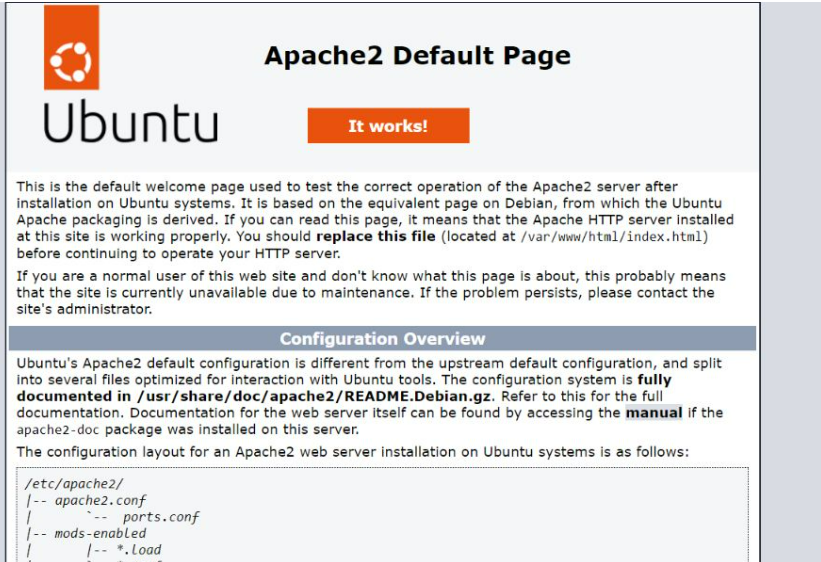 Apache2 Default Page
Ubuntu
It works!
This is the default welcome page used to test the correct operation of the Apache2 server after
installation on Ubuntu systems. It is based on the equivalent page on Debian, from which the Ubuntu
Apache packaging is derived. If you can read this page, it means that the Apache HTTP server installed
at this site is working properly. You should replace this file (located at /var/www/html/index.html)
before continuing to operate your HTTP server.
If you are a normal user of this web site and don't know what this page is about, this probably means
that the site is currently unavailable due to maintenance. If the problem persists, please contact the
site's administrator.
Configuration Overview
Ubuntu's Apache2 default configuration is different from the upstream default configuration, and split
into several files optimized for interaction with Ubuntu tools. The configuration system is fully
documented in /usr/share/doc/apache2/README.Debian.gz. Refer to this for the full
documentation. Documentation for the web server itself can be found by accessing the manual if the
apache2-doc package was installed on this server.
The configuration layout for an Apache2 web server installation on Ubuntu systems is as follows:
/etc/apache2/
|-- apache2.conf
|       `--  ports.conf
|-- mods-enabled
|       |-- *.load